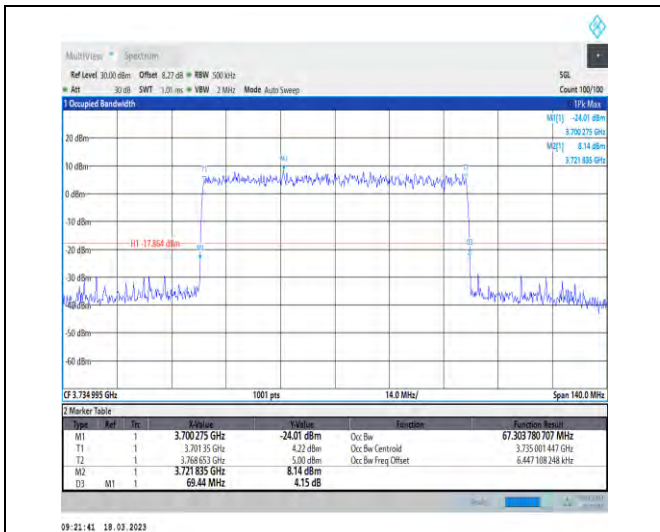 MultiView Spectrum
Ref Level 30.00 dBm Offset 8.27 dB RBW 500 kHz SGL
Att 30 dB SWT 1.01 ms VBW 2 MHz Mode Auto Sweep Count 100/100
1 Occupied Bandwidth 1Pk Max
M1[1] -24.01 dBm
3.700 275 GHz
M2[1] 8.14 dBm
3.721 835 GHz
20 dBm
M2
10 dBm
T1
0 dBm
-10 dBm
H1 -17.864 dBm
M1
D3
-20 dBm
-30 dBm
-40 dBm
-50 dBm
-60 dBm
CF 3.734 995 GHz 1001 pts 14.0 MHz/ Span 140.0 MHz
2 Marker Table
Type Ref Trc X-Value Y-Value Function Function Result
M1 1 3.700 275 GHz -24.01 dBm Occ Bw 67.303 780 707 MHz
T1 1 3.701 35 GHz 4.22 dBm Occ Bw Centroid 3.735 001 447 GHz
T2 1 3.768 653 GHz 5.00 dBm Occ Bw Freq Offset 6.447 108 248 kHz
M2 1 3.721 835 GHz 8.14 dBm
D3 M1 1 69.44 MHz 4.15 dB
09:21:41 18.03.2023